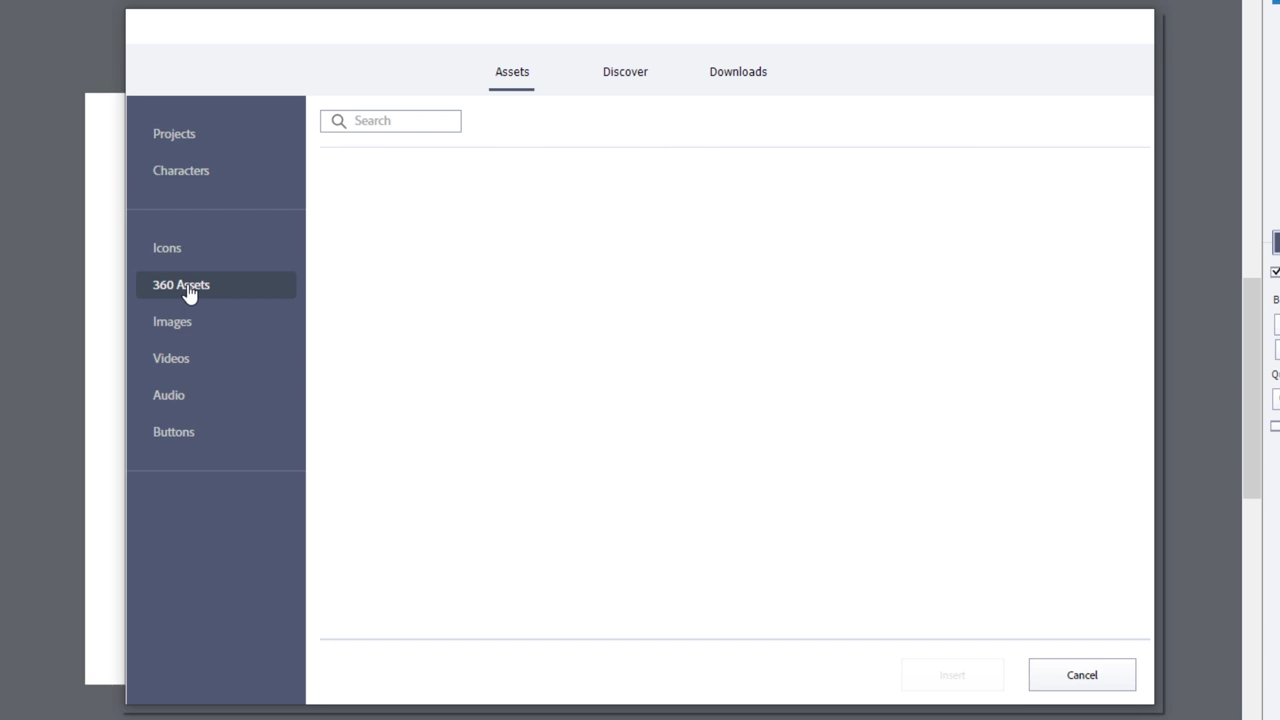 Assets Discover Downloads
Search
Projects
Characters
Icons
360 Assets
Images
Videos
Audio
Buttons
Insert Cancel